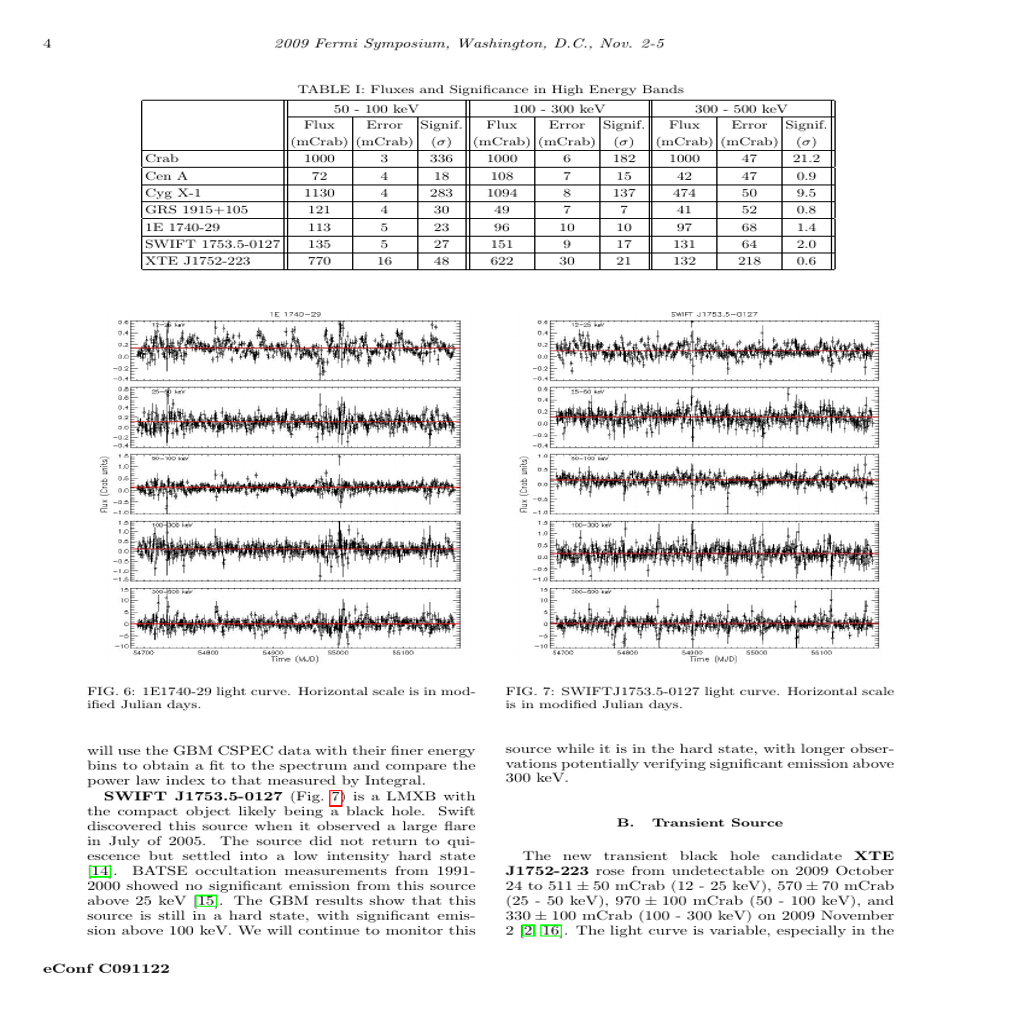 4
2009 Fermi Symposium, Washington, D.C., Nov. 2-5
TABLE I: Fluxes and Significance in High Energy Bands
50 - 100 keV 100 - 300 keV 300 - 500 keV
Flux Error Signif. Flux Error Signif. Flux Error Signif.
(mCrab) (mCrab) (σ) (mCrab) (mCrab) (σ) (mCrab) (mCrab) (σ)
Crab 1000 3 336 1000 6 182 1000 47 21.2
Cen A 72 4 18 108 7 15 42 47 0.9
Cyg X-1 1130 4 283 1094 8 137 474 50 9.5
GRS 1915+105 121 4 30 49 7 7 41 52 0.8
1E 1740-29 113 5 23 96 10 10 97 68 1.4
SWIFT 1753.5-0127 135 5 27 151 9 17 131 64 2.0
XTE J1752-223 770 16 48 622 30 21 132 218 0.6
1E 1740-29
12-25 keV
25-50 keV
50-100 keV
100-300 keV
300-500 keV
Flux (Crab units)
54700 54800 54900 55000 55100
Time (MJD)
FIG. 6: 1E1740-29 light curve. Horizontal scale is in mod-
ified Julian days.
SWIFT J1753.5-0127
12-25 keV
25-50 keV
50-100 keV
100-300 keV
300-500 keV
Flux (Crab units)
54700 54800 54900 55000 55100
Time (MJD)
FIG. 7: SWIFTJ1753.5-0127 light curve. Horizontal scale
is in modified Julian days.
will use the GBM CSPEC data with their finer energy
bins to obtain a fit to the spectrum and compare the
power law index to that measured by Integral.
SWIFT J1753.5-0127 (Fig. 7) is a LMXB with
the compact object likely being a black hole. Swift
discovered this source when it observed a large flare
in July of 2005. The source did not return to qui-
escence but settled into a low intensity hard state
[14]. BATSE occultation measurements from 1991-
2000 showed no significant emission from this source
above 25 keV [15]. The GBM results show that this
source is still in a hard state, with significant emis-
sion above 100 keV. We will continue to monitor this
source while it is in the hard state, with longer obser-
vations potentially verifying significant emission above
300 keV.
B. Transient Source
The new transient black hole candidate XTE
J1752-223 rose from undetectable on 2009 October
24 to 511 ± 50 mCrab (12 - 25 keV), 570 ± 70 mCrab
(25 - 50 keV), 970 ± 100 mCrab (50 - 100 keV), and
330 ± 100 mCrab (100 - 300 keV) on 2009 November
2 [2, 16]. The light curve is variable, especially in the
eConf C091122